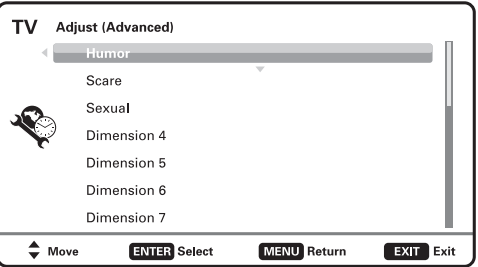 TV Adjust (Advanced)
Humor
Scare
Sexual
Dimension 4
Dimension 5
Dimension 6
Dimension 7
Move ENTER Select MENU Return EXIT Exit